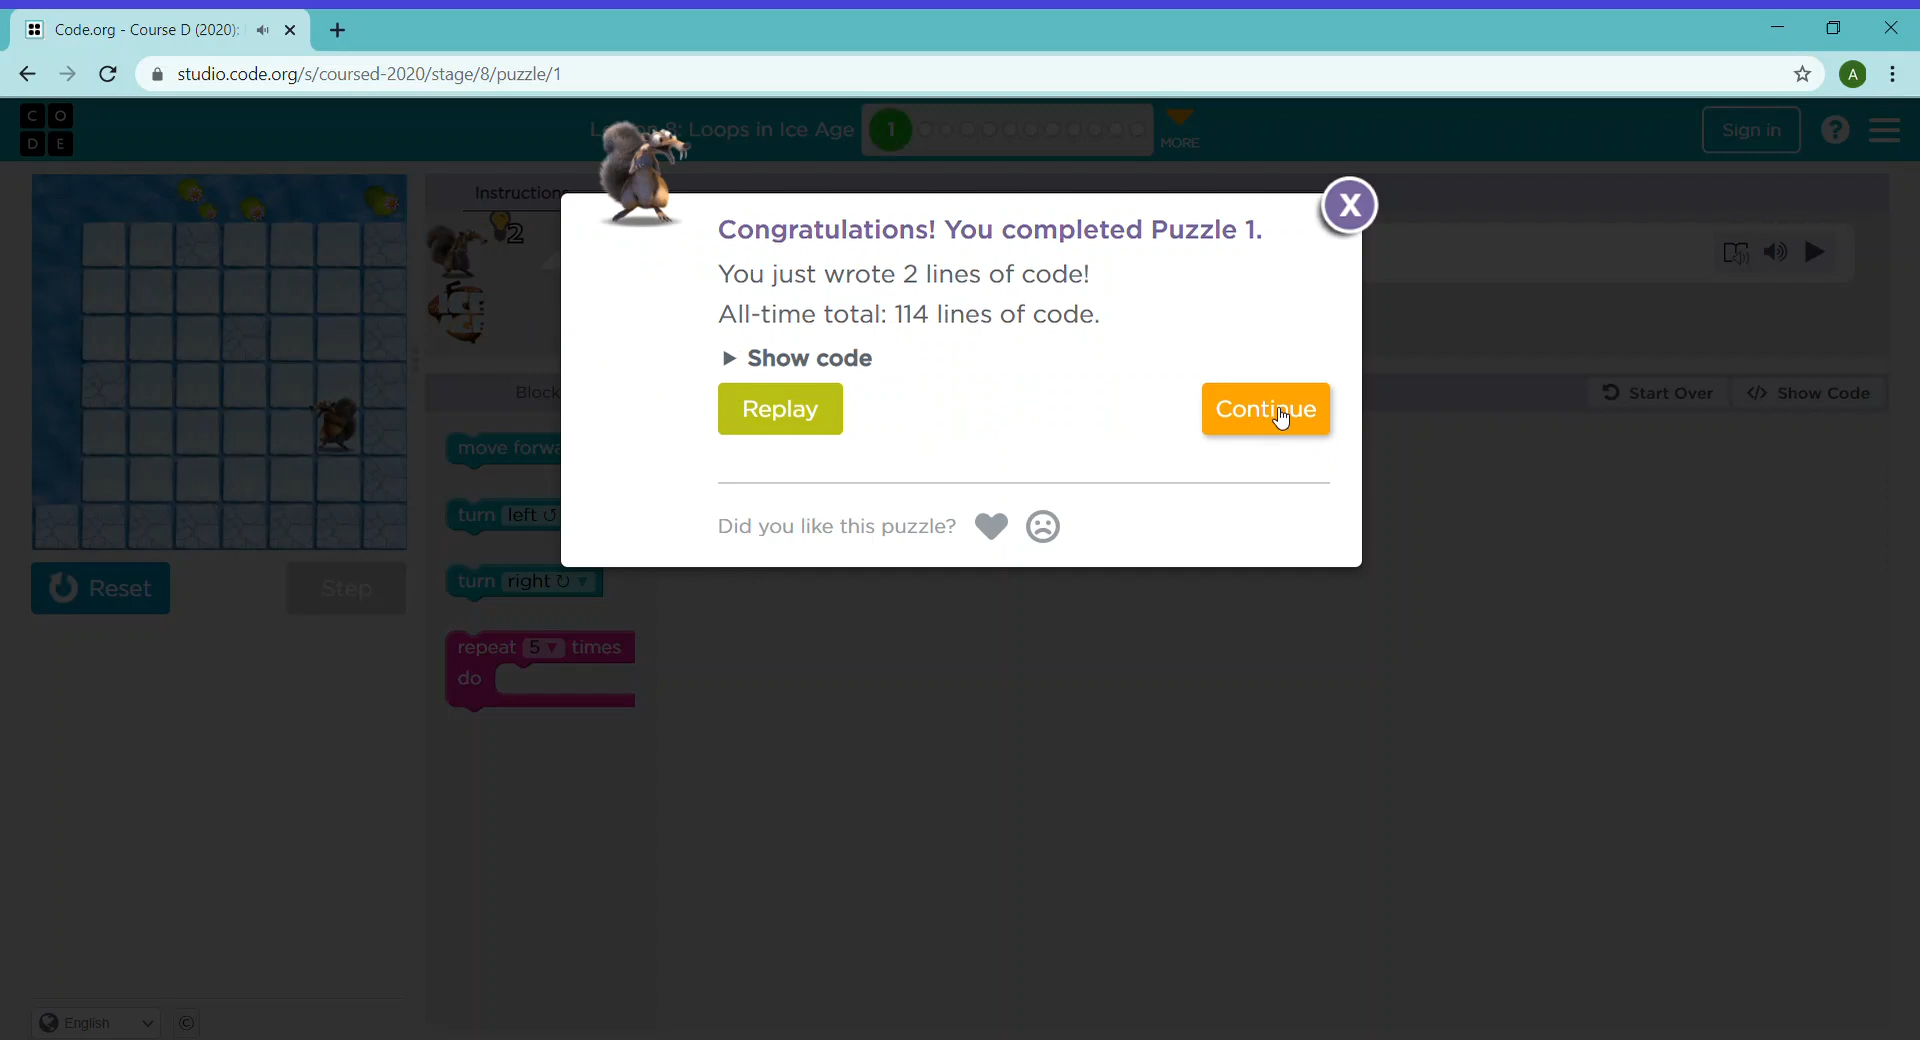 Code.org - Course D (2020):
studio.code.org/s/coursed-2020/stage/8/puzzle/1
A
C O
D E
8: Loops in Ice Age
1
MORE
Sign in
?
Instructions
2
X
Congratulations! You completed Puzzle 1.
You just wrote 2 lines of code!
All-time total: 114 lines of code.
Show code
Replay
Continue
Did you like this puzzle?
Block
Start Over
</> Show Code
move forwa
turn left
turn right
repeat 5 times
do
Reset
Step
English
©